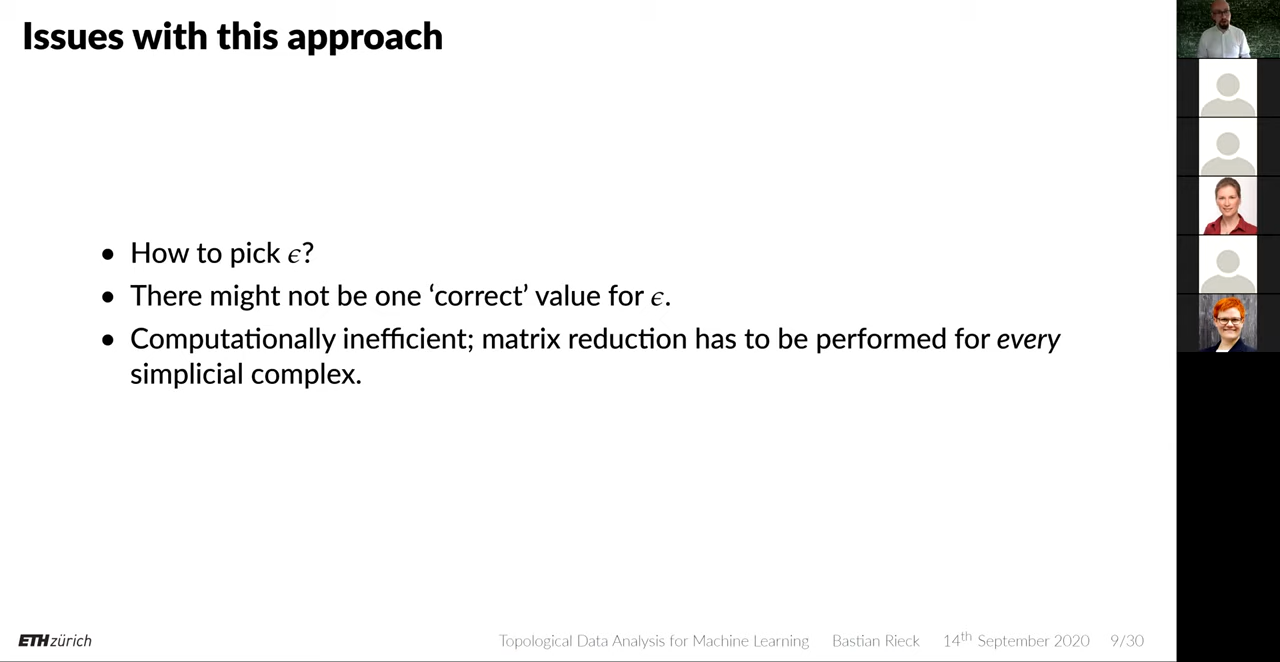 Issues with this approach
• How to pick ϵ?
• There might not be one ‘correct’ value for ϵ.
• Computationally inefficient; matrix reduction has to be performed for every
simplicial complex.
ETH zürich
Topological Data Analysis for Machine Learning Bastian Rieck 14th September 2020 9/30